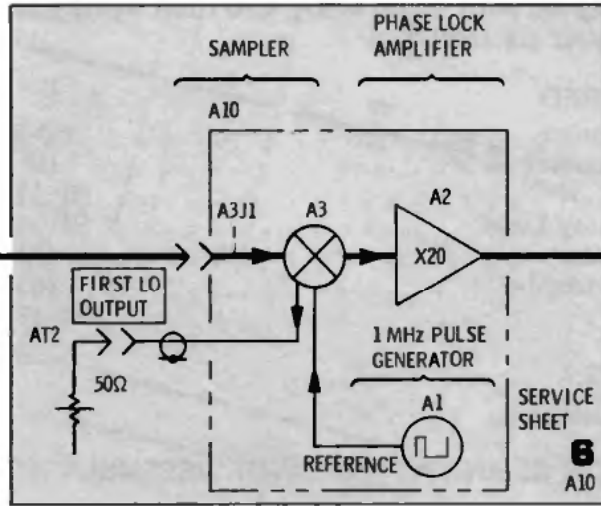 SAMPLER
PHASE LOCK
AMPLIFIER
A10
A3J1
A3
A2
X20
FIRST LO
OUTPUT
AT2
50Ω
1 MHz PULSE
GENERATOR
A1
REFERENCE
SERVICE
SHEET
6
A10